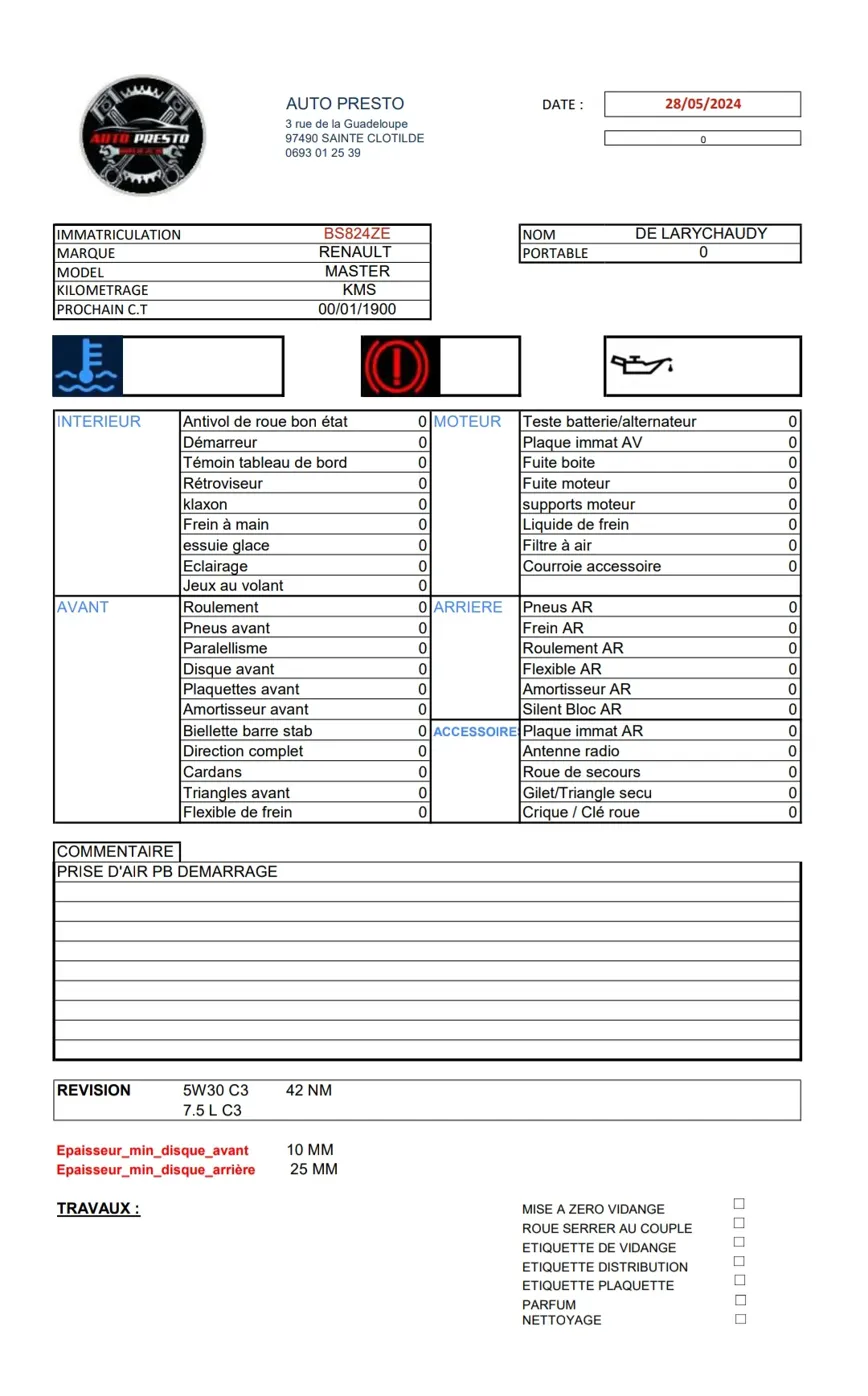 AUTO PRESTO
AUTO PRESTO
3 rue de la Guadeloupe
97490 SAINTE CLOTILDE
0693 01 25 39
DATE : 28/05/2024
0
IMMATRICULATION BS824ZE
MARQUE RENAULT
MODEL MASTER
KILOMETRAGE KMS
PROCHAIN C.T 00/01/1900
NOM DE LARYCHAUDY
PORTABLE 0
INTERIEUR Antivol de roue bon état 0 MOTEUR Teste batterie/alternateur 0
Démarreur 0 Plaque immat AV 0
Témoin tableau de bord 0 Fuite boite 0
Rétroviseur 0 Fuite moteur 0
klaxon 0 supports moteur 0
Frein à main 0 Liquide de frein 0
essuie glace 0 Filtre à air 0
Eclairage 0 Courroie accessoire 0
Jeux au volant 0
AVANT Roulement 0 ARRIERE Pneus AR 0
Pneus avant 0 Frein AR 0
Paralellisme 0 Roulement AR 0
Disque avant 0 Flexible AR 0
Plaquettes avant 0 Amortisseur AR 0
Amortisseur avant 0 Silent Bloc AR 0
Biellette barre stab 0 ACCESSOIRE Plaque immat AR 0
Direction complet 0 Antenne radio 0
Cardans 0 Roue de secours 0
Triangles avant 0 Gilet/Triangle secu 0
Flexible de frein 0 Crique / Clé roue 0
COMMENTAIRE
PRISE D'AIR PB DEMARRAGE
REVISION 5W30 C3 42 NM
7.5 L C3
Epaisseur_min_disque_avant 10 MM
Epaisseur_min_disque_arrière 25 MM
TRAVAUX :
MISE A ZERO VIDANGE
ROUE SERRER AU COUPLE
ETIQUETTE DE VIDANGE
ETIQUETTE DISTRIBUTION
ETIQUETTE PLAQUETTE
PARFUM
NETTOYAGE